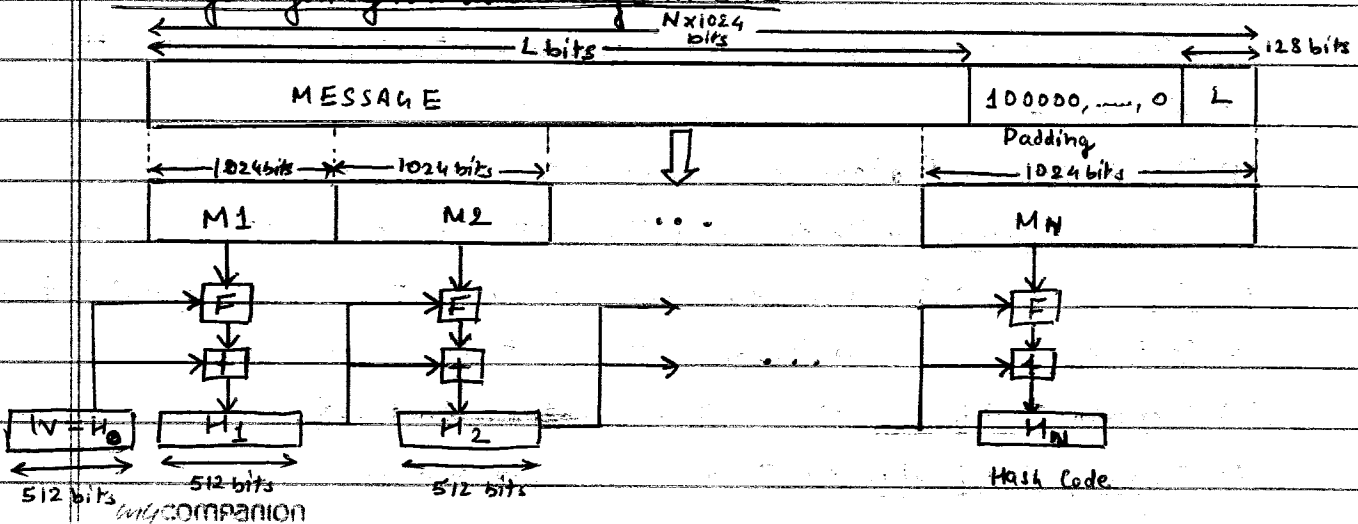 N×1024
bits
L bits
128 bits
MESSAGE
100000, ...., 0
L
Padding
1024 bits
1024 bits
1024 bits
M1
M2
...
MN
F
F
F
+
+
+
...
IV = H0
H1
H2
HN
512 bits
512 bits
512 bits
Hash Code
mycompanion